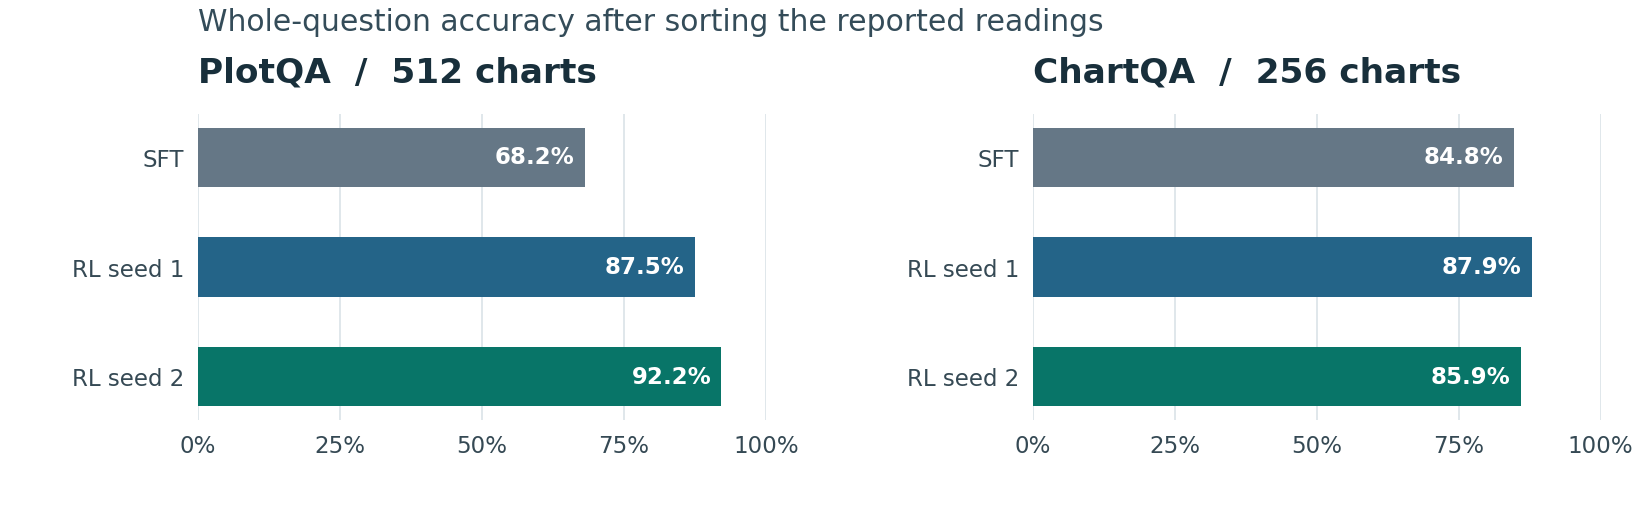 Whole-question accuracy after sorting the reported readings
PlotQA / 512 charts
SFT
68.2%
RL seed 1
87.5%
RL seed 2
92.2%
0% 25% 50% 75% 100%
ChartQA / 256 charts
SFT
84.8%
RL seed 1
87.9%
RL seed 2
85.9%
0% 25% 50% 75% 100%